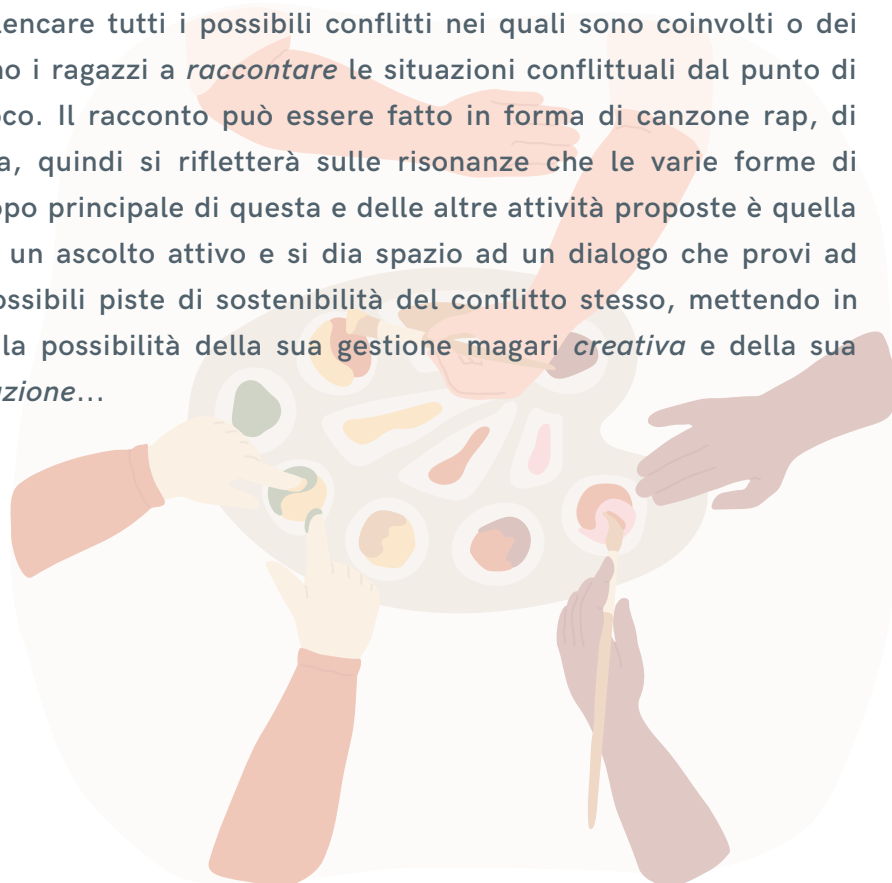 encare tutti i possibili conflitti nei quali sono coinvolti o dei
no i ragazzi a raccontare le situazioni conflittuali dal punto di
oco. Il racconto può essere fatto in forma di canzone rap, di
a, quindi si rifletterà sulle risonanze che le varie forme di
opo principale di questa e delle altre attività proposte è quella
un ascolto attivo e si dia spazio ad un dialogo che provi ad
ossibili piste di sostenibilità del conflitto stesso, mettendo in
la possibilità della sua gestione magari creativa e della sua
azione...